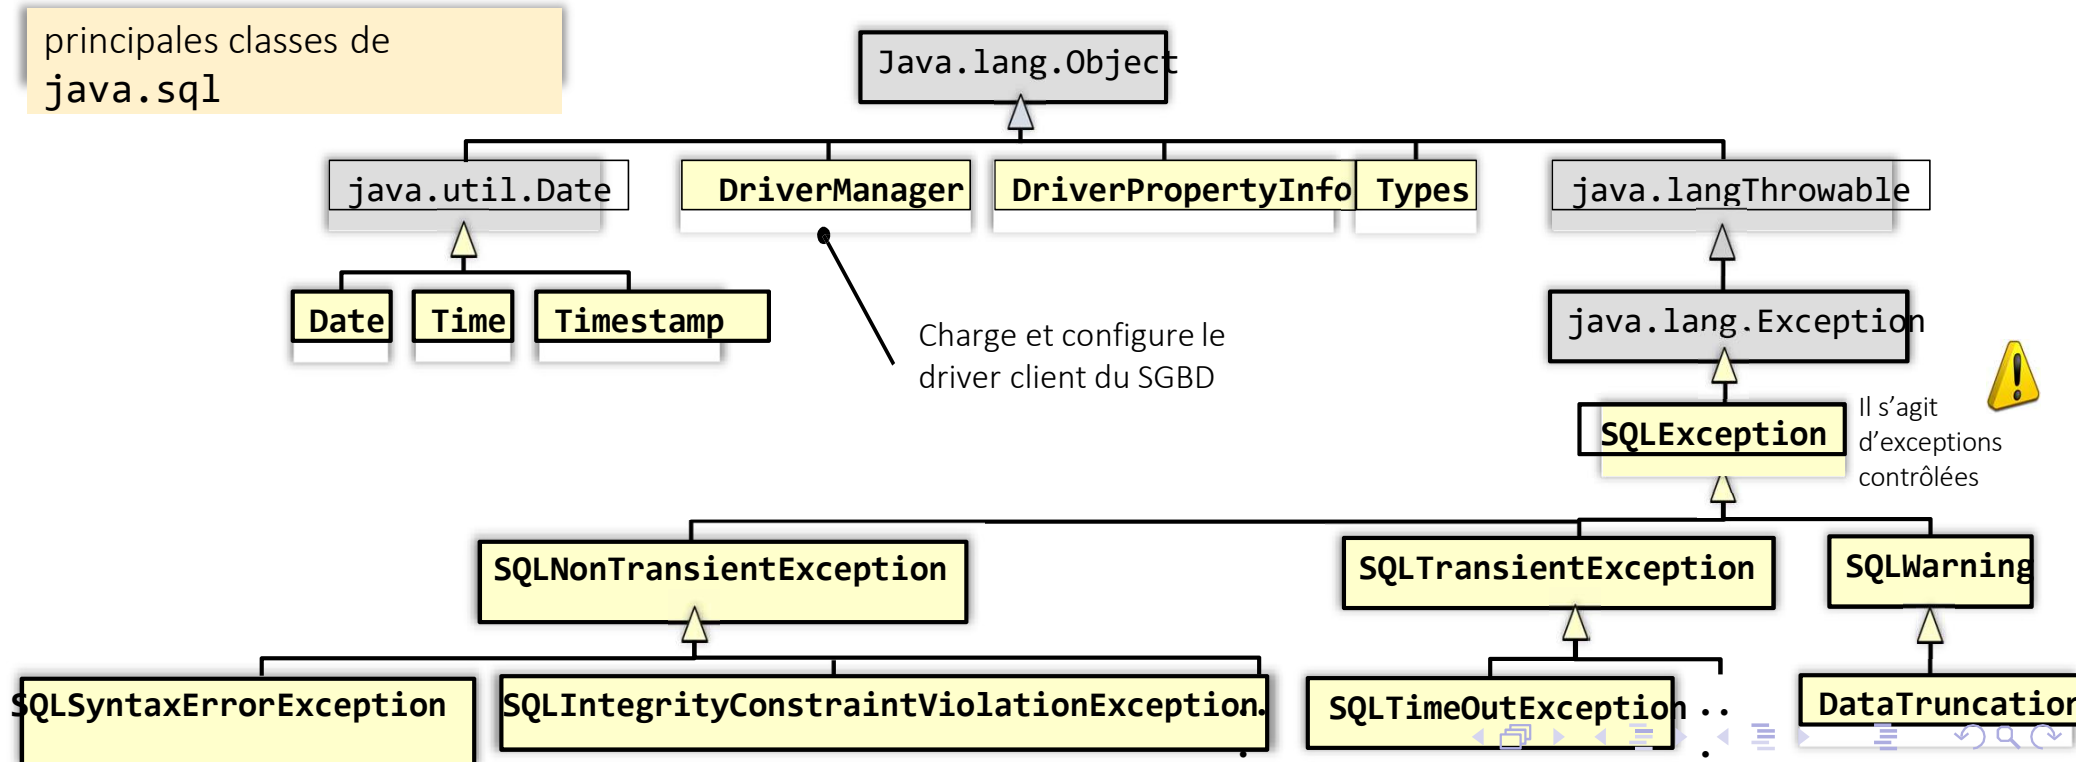 principales classes de
java.sql
Java.lang.Object
java.util.Date
DriverManager
DriverPropertyInfo
Types
java.langThrowable
Date
Time
Timestamp
Charge et configure le
driver client du SGBD
java.lang.Exception
SQLException
Il s’agit
d’exceptions
contrôlées
SQLNonTransientException
SQLTransientException
SQLWarning
SQLSyntaxErrorException
SQLIntegrityConstraintViolationException
...
SQLTimeOutException
...
DataTruncation